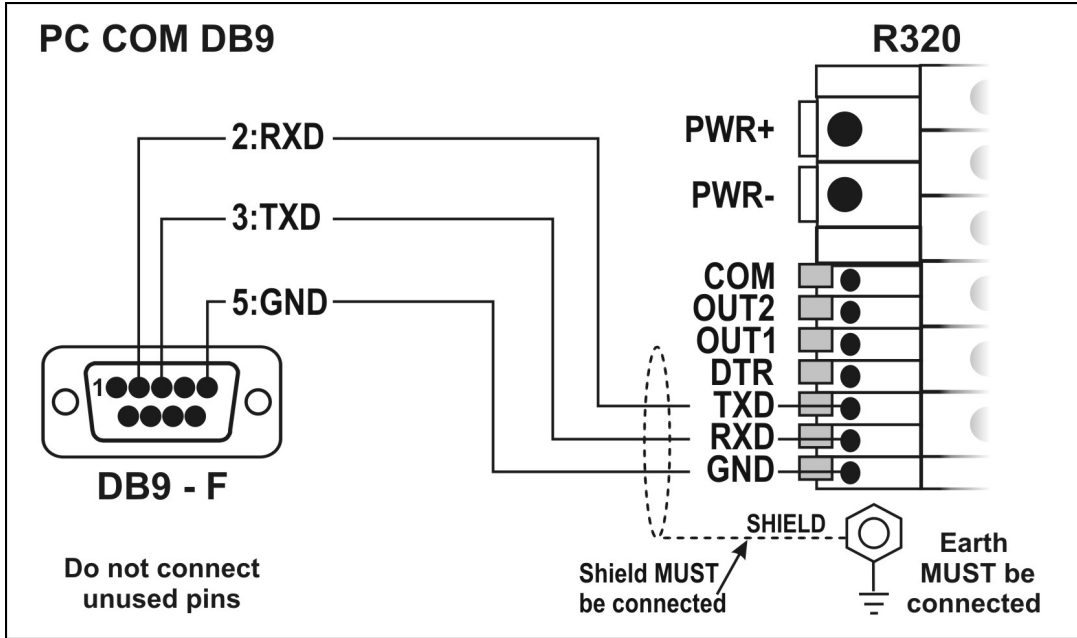 PC COM DB9
R320
2:RXD
3:TXD
5:GND
1
DB9 - F
Do not connect
unused pins
PWR+
PWR-
COM
OUT2
OUT1
DTR
TXD
RXD
GND
SHIELD
Shield MUST
be connected
Earth
MUST be
connected